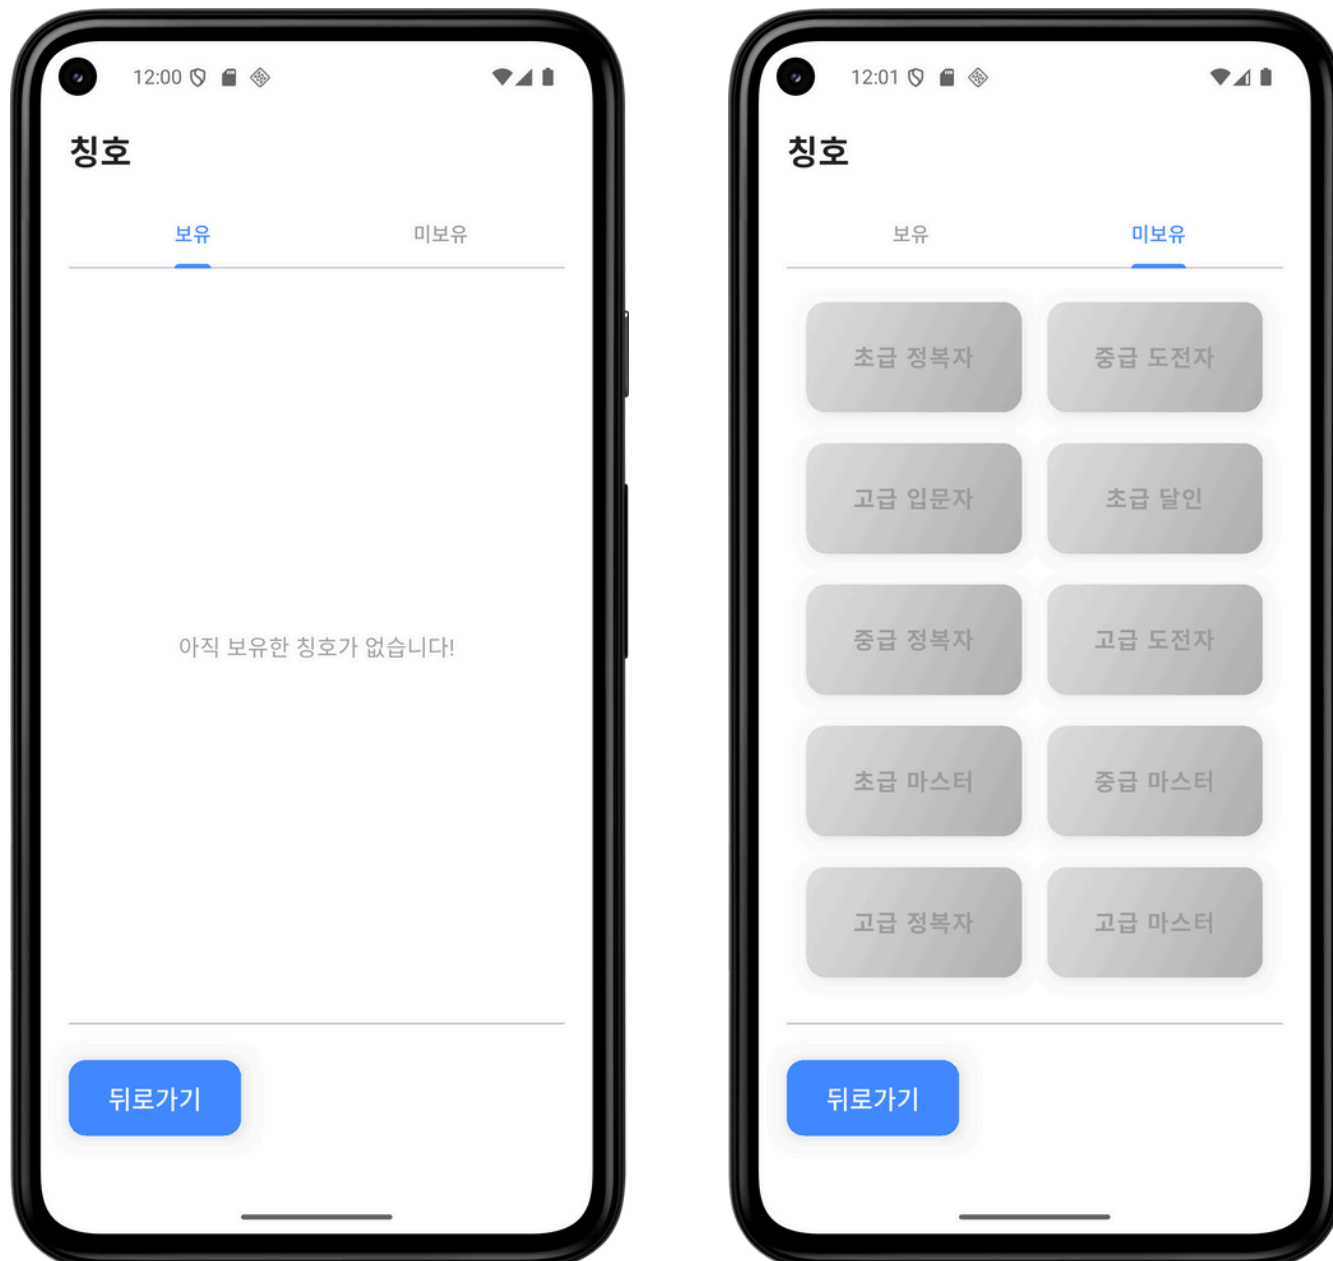 12:00
칭호
보유 미보유
아직 보유한 칭호가 없습니다!
뒤로가기
12:01
칭호
보유 미보유
초급 정복자 중급 도전자
고급 입문자 초급 달인
중급 정복자 고급 도전자
초급 마스터 중급 마스터
고급 정복자 고급 마스터
뒤로가기